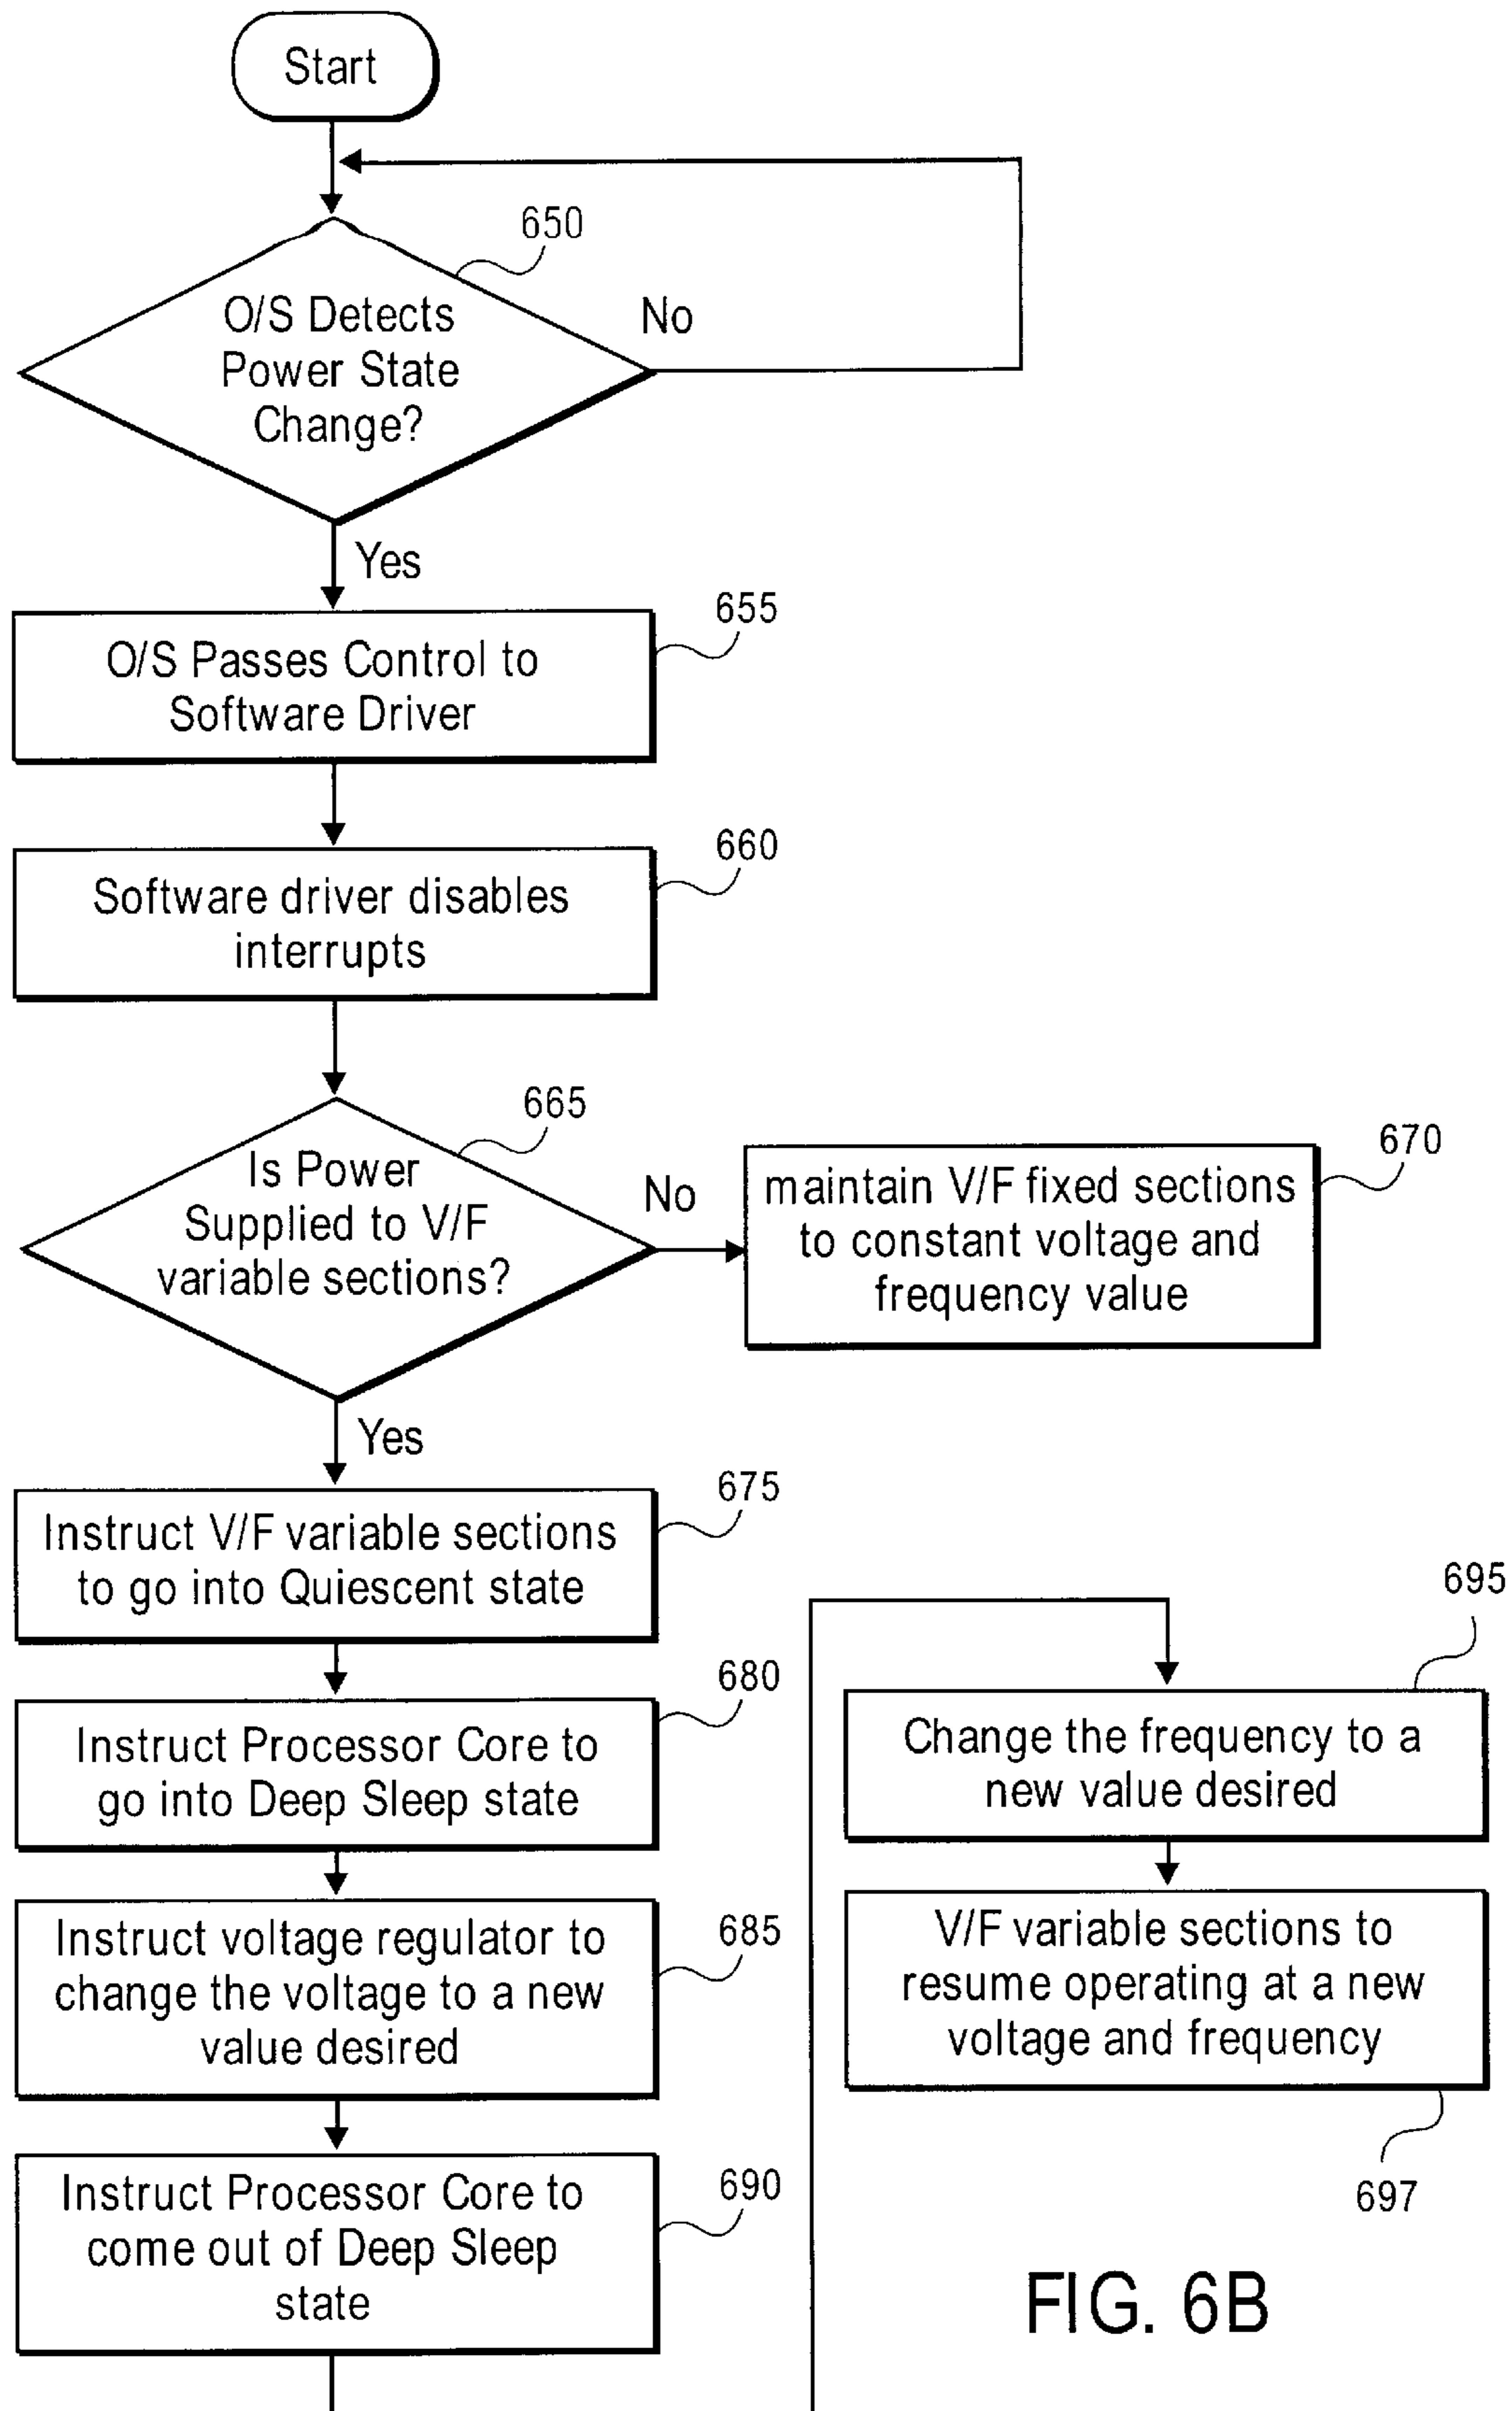 Start
650
O/S Detects
Power State
Change?
No
Yes
655
O/S Passes Control to
Software Driver
660
Software driver disables
interrupts
665
Is Power
Supplied to V/F
variable sections?
No
670
maintain V/F fixed sections
to constant voltage and
frequency value
Yes
675
Instruct V/F variable sections
to go into Quiescent state
680
Instruct Processor Core to
go into Deep Sleep state
685
Instruct voltage regulator to
change the voltage to a new
value desired
690
Instruct Processor Core to
come out of Deep Sleep
state
695
Change the frequency to a
new value desired
V/F variable sections to
resume operating at a new
voltage and frequency
697
FIG. 6B